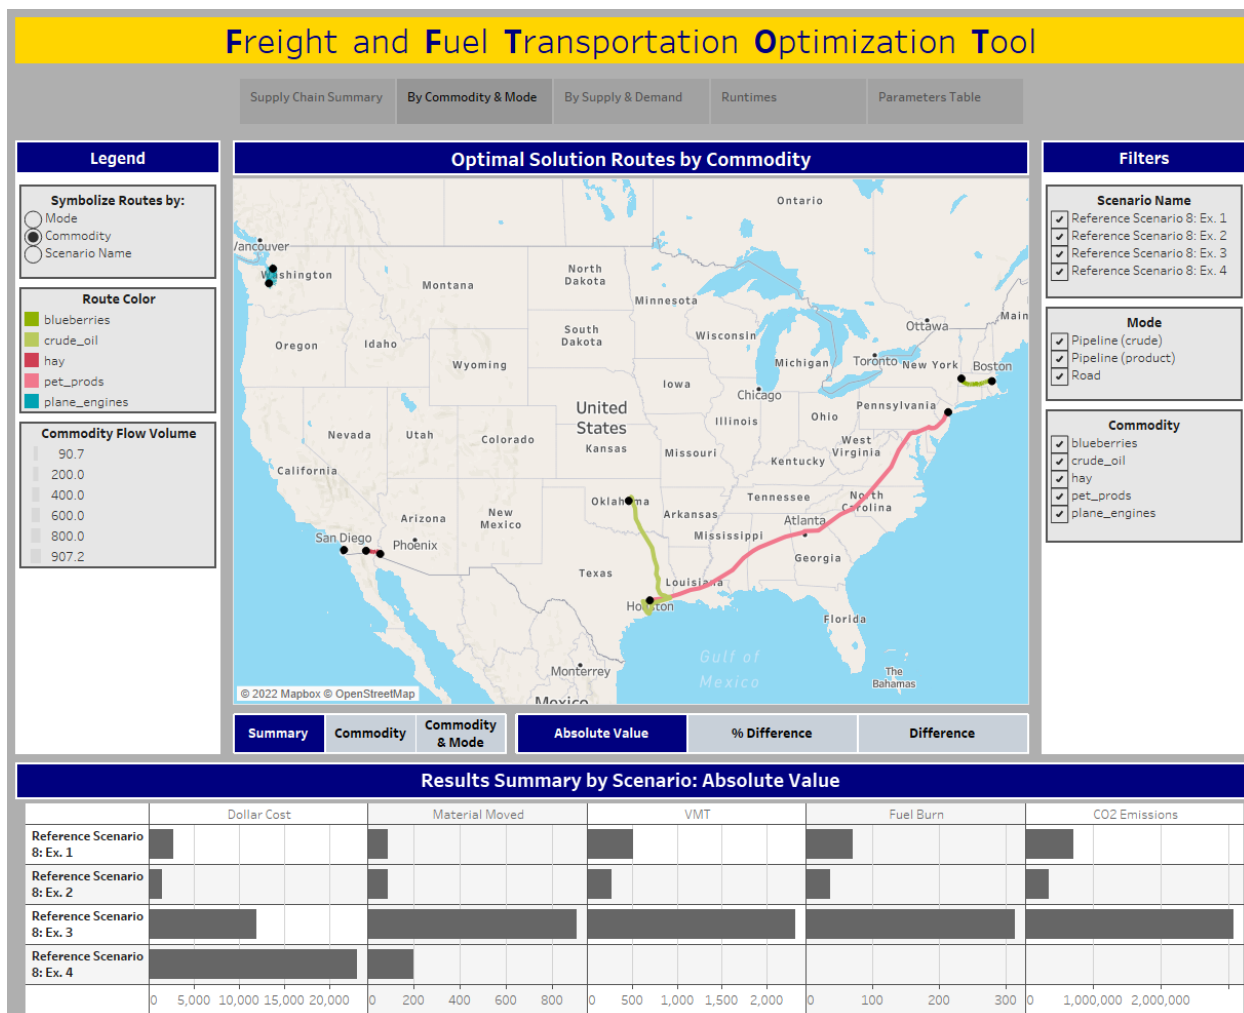 Freight and Fuel Transportation Optimization Tool
Supply Chain Summary
By Commodity & Mode
By Supply & Demand
Runtimes
Parameters Table
Legend
Symbolize Routes by:
Mode
Commodity
Scenario Name
Route Color
blueberries
crude_oil
hay
pet_prods
plane_engines
Commodity Flow Volume
90.7
200.0
400.0
600.0
800.0
907.2
Optimal Solution Routes by Commodity
Ontario
Vancouver
Washington
North
Dakota
Montana
Minnesota
Ottawa
Main
South
Dakota
Wisconsin
Oregon
Idaho
Michigan
Toronto
New York
Boston
Wyoming
Iowa
Chicago
Pennsylvania
United
States
Illinois
Ohio
Nevada
Utah
Colorado
Kansas
Missouri
West
Virginia
Kentucky
California
Oklahoma
Tennessee
North
Carolina
Arizona
New
Mexico
Arkansas
Atlanta
San Diego
Phoenix
Mississippi
Georgia
Texas
Louisiana
Houston
Florida
Gulf of
Mexico
Monterrey
The
Bahamas
© 2022 Mapbox © OpenStreetMap
Mexico
Filters
Scenario Name
Reference Scenario 8: Ex. 1
Reference Scenario 8: Ex. 2
Reference Scenario 8: Ex. 3
Reference Scenario 8: Ex. 4
Mode
Pipeline (crude)
Pipeline (product)
Road
Commodity
blueberries
crude_oil
hay
pet_prods
plane_engines
Summary
Commodity
Commodity
& Mode
Absolute Value
% Difference
Difference
Results Summary by Scenario: Absolute Value
Dollar Cost
Material Moved
VMT
Fuel Burn
CO2 Emissions
Reference Scenario
8: Ex. 1
Reference Scenario
8: Ex. 2
Reference Scenario
8: Ex. 3
Reference Scenario
8: Ex. 4
0 5,000 10,000 15,000 20,000
0 200 400 600 800
0 500 1,000 1,500 2,000
0 100 200 300
0 1,000,000 2,000,000